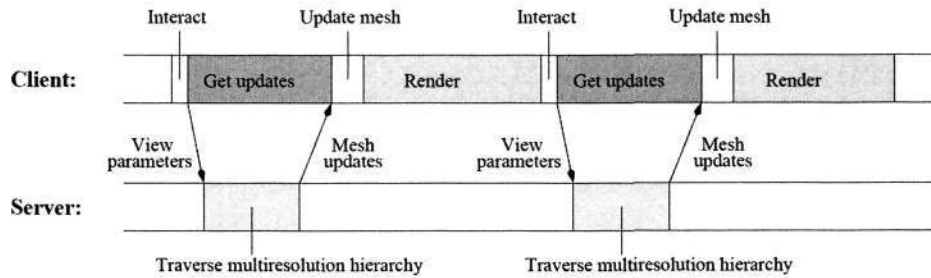 Interact Update mesh Interact Update mesh
Client: Get updates Render Get updates Render
View parameters Mesh updates View parameters Mesh updates
Server:
Traverse multiresolution hierarchy Traverse multiresolution hierarchy